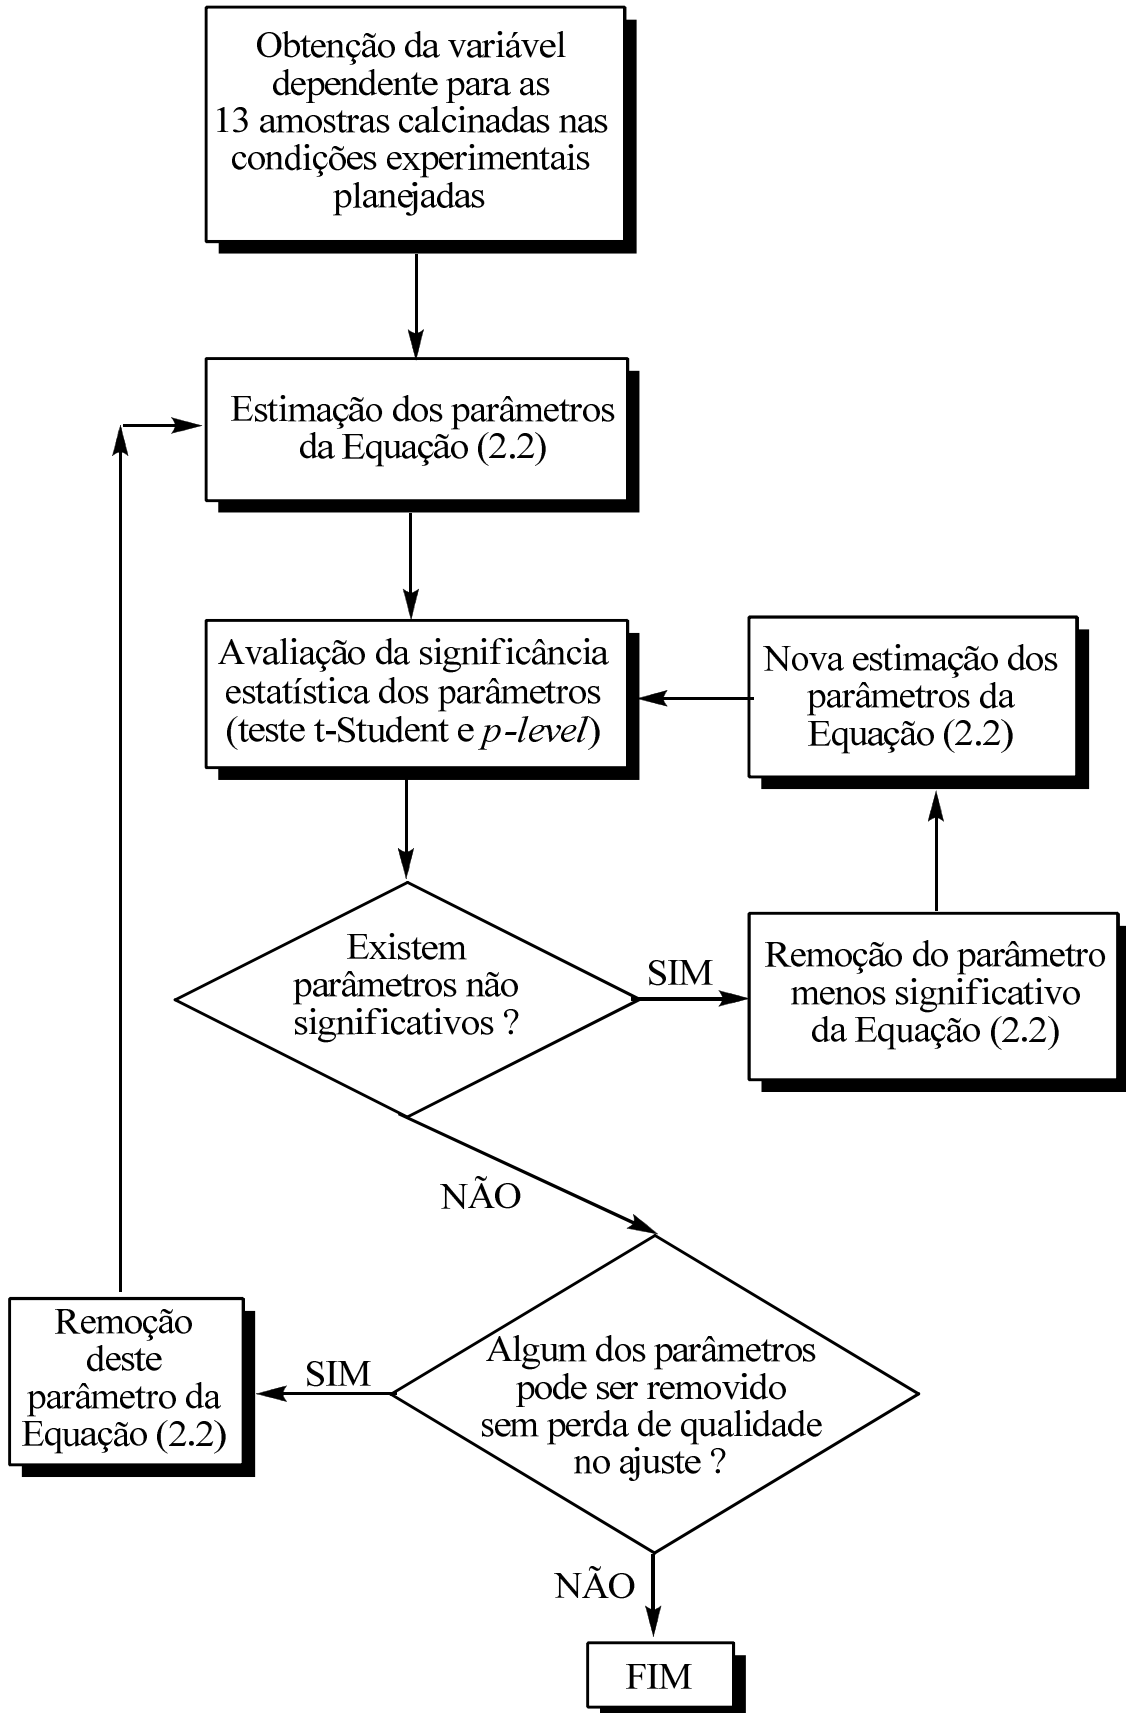 Obtenção da variável
dependente para as
13 amostras calcinadas nas
condições experimentais
planejadas
Estimação dos parâmetros
da Equação (2.2)
Avaliação da significância
estatística dos parâmetros
(teste t-Student e p-level)
Nova estimação dos
parâmetros da
Equação (2.2)
Existem
parâmetros não
significativos ?
SIM
Remoção do parâmetro
menos significativo
da Equação (2.2)
NÃO
Algum dos parâmetros
pode ser removido
sem perda de qualidade
no ajuste ?
SIM
Remoção
deste
parâmetro da
Equação (2.2)
NÃO
FIM